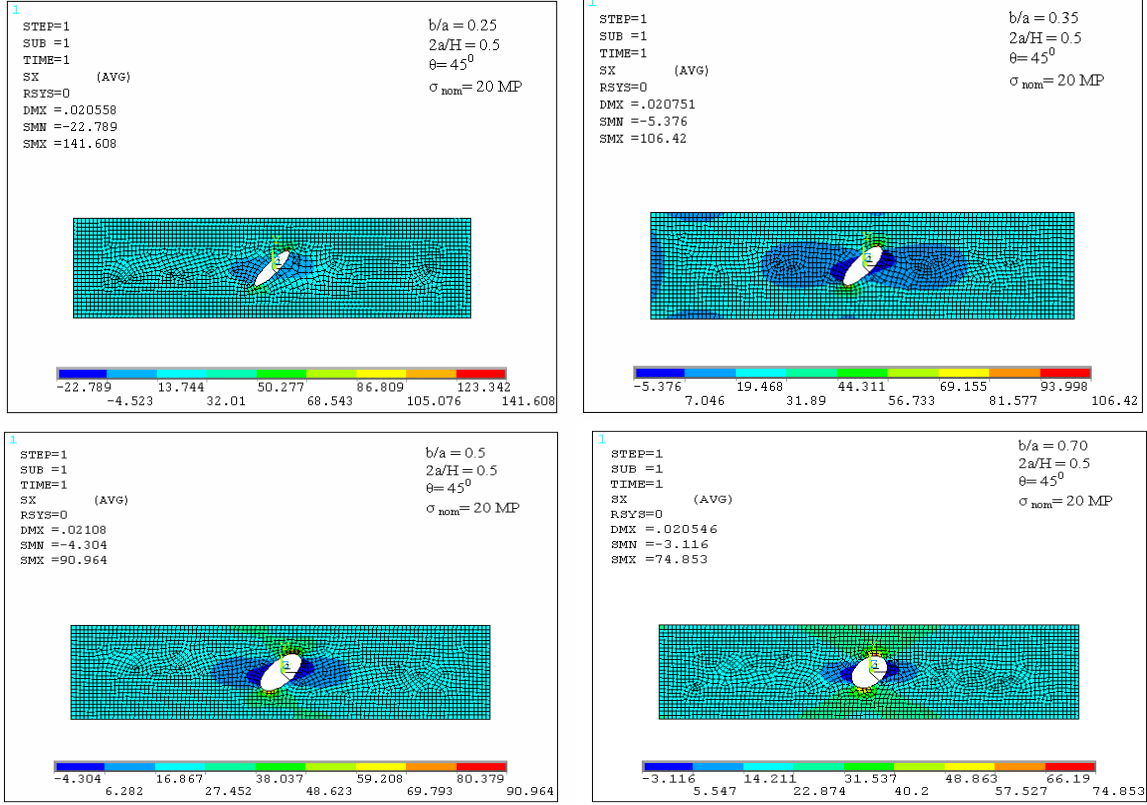 1
STEP=1
SUB =1
TIME=1
SX (AVG)
RSYS=0
DMX =.020558
SMN =-22.789
SMX =141.608
b/a = 0.25
2a/H = 0.5
θ= 45⁰
σ nom= 20 MP
-22.789 13.744 50.277 86.809 123.342
-4.523 32.01 68.543 105.076 141.608
1
STEP=1
SUB =1
TIME=1
SX (AVG)
RSYS=0
DMX =.020751
SMN =-5.376
SMX =106.42
b/a = 0.35
2a/H = 0.5
θ= 45⁰
σ nom= 20 MP
-5.376 19.468 44.311 69.155 93.998
7.046 31.89 56.733 81.577 106.42
1
STEP=1
SUB =1
TIME=1
SX (AVG)
RSYS=0
DMX =.02108
SMN =-4.304
SMX =90.964
b/a = 0.5
2a/H = 0.5
θ= 45⁰
σ nom= 20 MP
-4.304 16.867 38.037 59.208 80.379
6.282 27.452 48.623 69.793 90.964
1
STEP=1
SUB =1
TIME=1
SX (AVG)
RSYS=0
DMX =.020546
SMN =-3.116
SMX =74.853
b/a = 0.70
2a/H = 0.5
θ= 45⁰
σ nom= 20 MP
-3.116 14.211 31.537 48.863 66.19
5.547 22.874 40.2 57.527 74.853